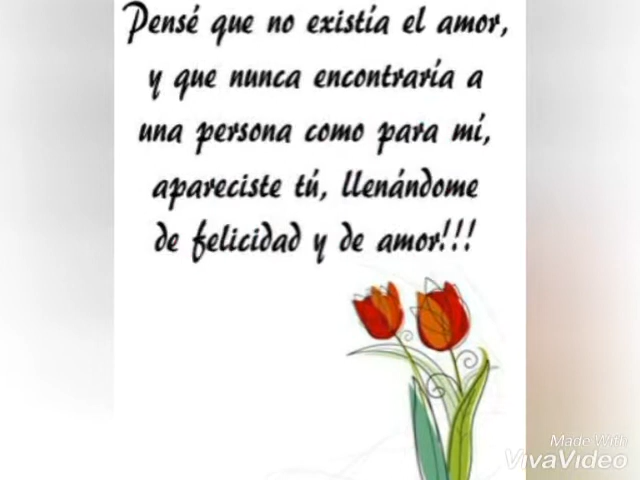 Pensé que no existía el amor,
y que nunca encontraría a
una persona como para mí,
apareciste tú, llenándome
de felicidad y de amor!!!
Made With
VivaVideo